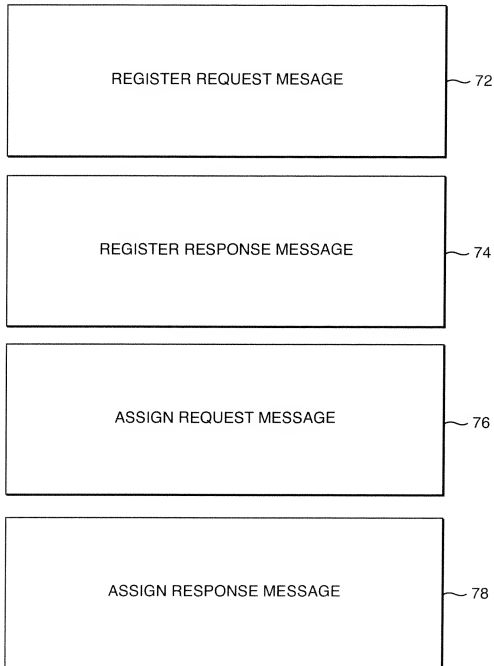 REGISTER REQUEST MESAGE
72
REGISTER RESPONSE MESSAGE
74
ASSIGN REQUEST MESSAGE
76
ASSIGN RESPONSE MESSAGE
78